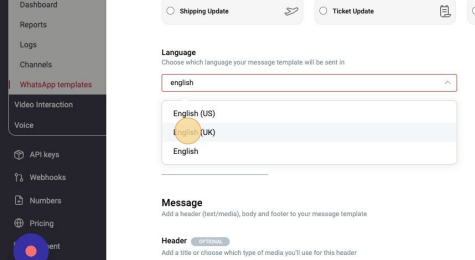 Dashboard
Reports
Logs
Channels
WhatsApp templates
Video Interaction
Voice
API keys
Webhooks
Numbers
Pricing
Shipping Update
Ticket Update
Language
Choose which language your message template will be sent in
english
English (US)
English (UK)
English
Message
Add a header (text/media), body and footer to your message template
Header OPTIONAL
Add a title or choose which type of media you'll use for this header